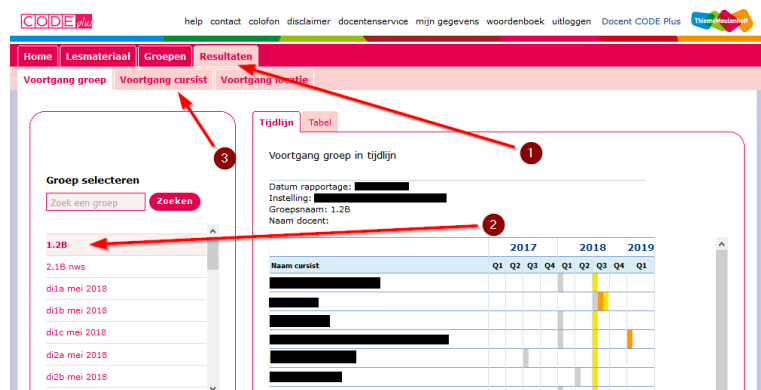 CODE plus
help contact colofon disclaimer docentenservice mijn gegevens woordenboek uitloggen Docent CODE Plus ThiemeMeulenhoff
Home Lesmateriaal Groepen Resultaten
Voortgang groep Voortgang cursist Voortgang locatie
Tijdlijn Tabel
1
3
Voortgang groep in tijdlijn
Groep selecteren
Zoek een groep Zoeken
Datum rapportage:
Instelling:
Groepsnaam: 1.2B
Naam docent:
2
1.2B
2.1B nws
di1a mei 2018
di1b mei 2018
di1c mei 2018
di2a mei 2018
di2b mei 2018
2017 2018 2019
Naam cursist Q1 Q2 Q3 Q4 Q1 Q2 Q3 Q4 Q1